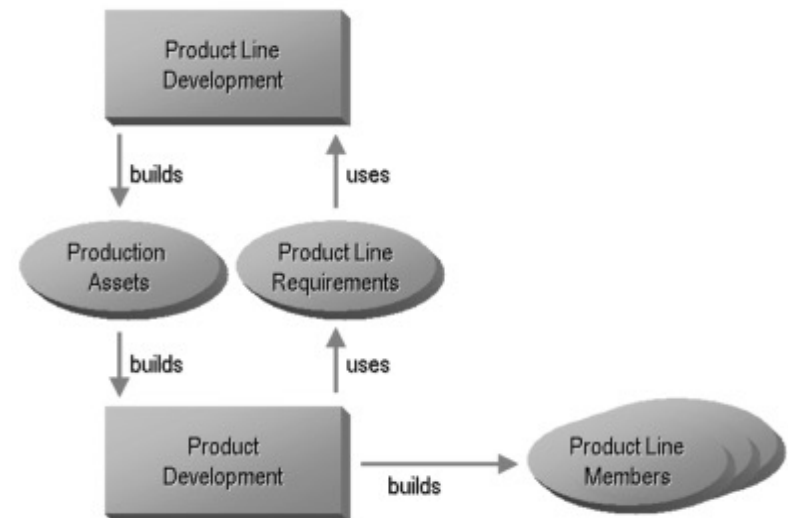 Product Line
Development
builds
uses
Production
Assets
Product Line
Requirements
builds
uses
Product
Development
builds
Product Line
Members